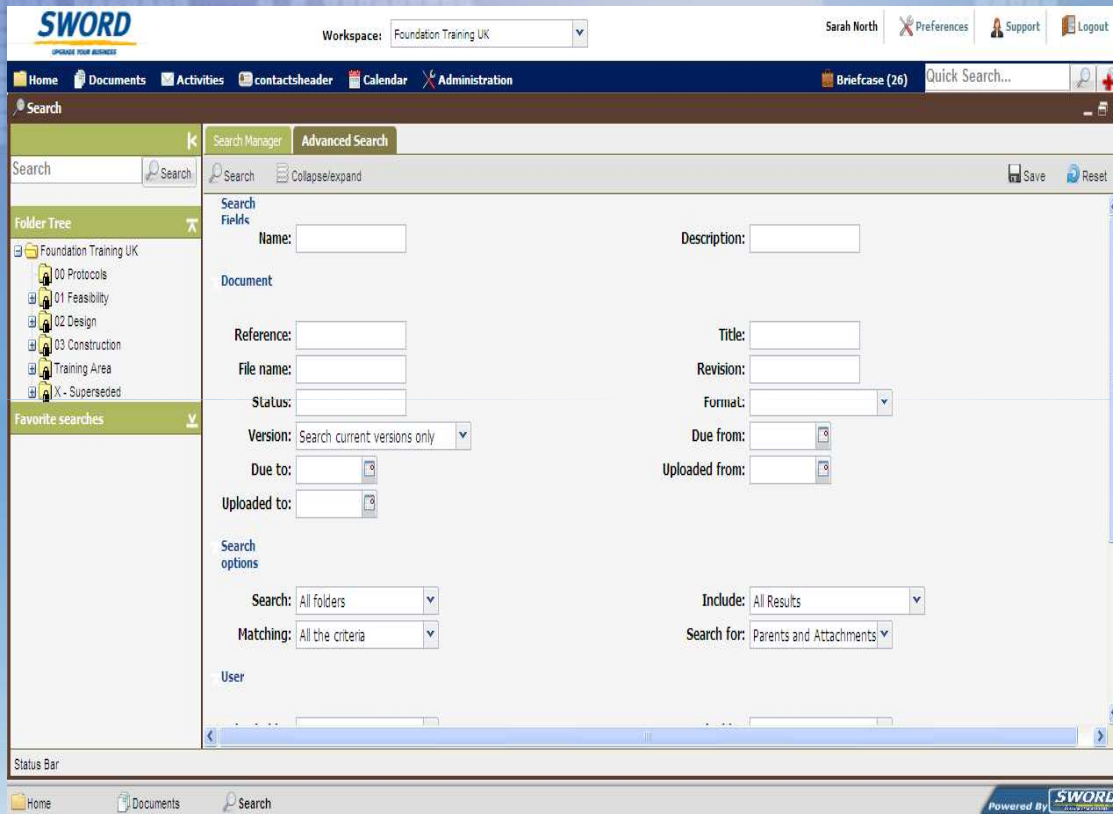 SWORD
UPGRADE YOUR BUSINESS
Workspace: Foundation Training UK
Sarah North Preferences Support Logout
Home Documents Activities contactsheader Calendar Administration Briefcase (26) Quick Search...
Search
Search Manager Advanced Search
Search Search Search Collapse/expand Save Reset
Search
Fields
Name: Description:
Folder Tree
Foundation Training UK
00 Protocols
01 Feasibility
02 Design
03 Construction
Training Area
X - Superseded
Favorite searches
Document
Reference: Title:
File name: Revision:
Status: Format:
Version: Search current versions only Due from:
Due to: Uploaded from:
Uploaded to:
Search
options
Search: All folders Include: All Results
Matching: All the criteria Search for: Parents and Attachments
User
Status Bar
Home Documents Search Powered By SWORD